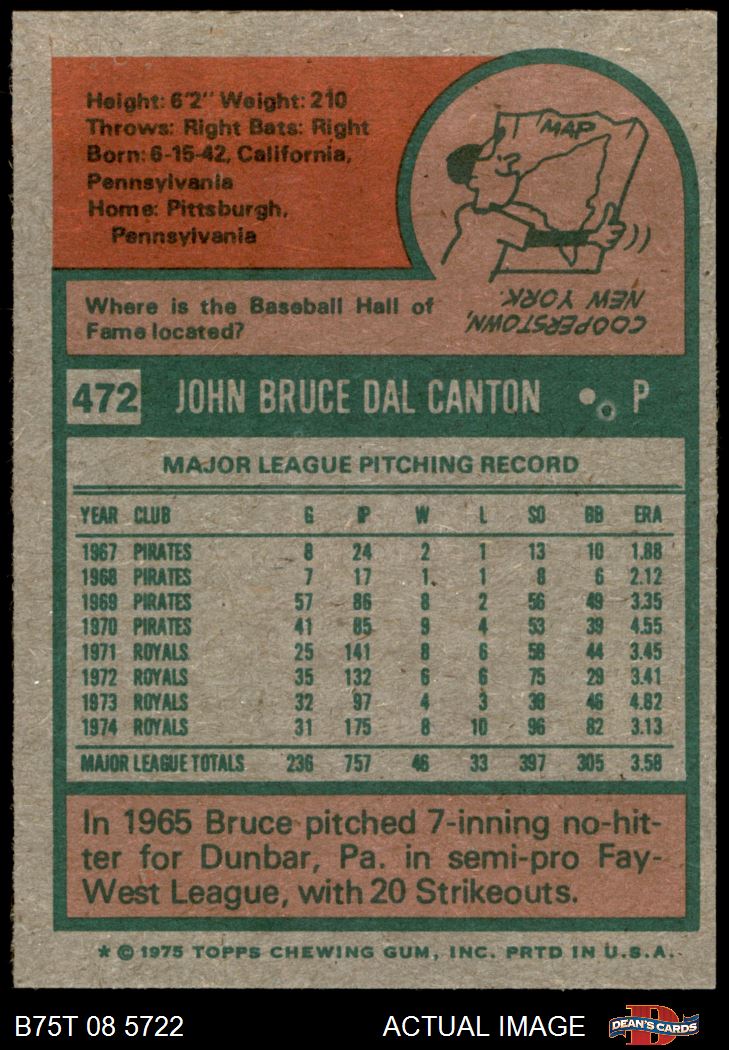 Height: 6'2" Weight: 210
Throws: Right Bats: Right
Born: 6-15-42, California,
Pennsylvania
Home: Pittsburgh,
Pennsylvania
MAP
Where is the Baseball Hall of
Fame located?
COOPERSTOWN,
NEW YORK.
472 JOHN BRUCE DAL CANTON P
MAJOR LEAGUE PITCHING RECORD
YEAR CLUB G IP W L SO BB ERA
1967 PIRATES 8 24 2 1 13 10 1.88
1968 PIRATES 7 17 1 1 8 6 2.12
1969 PIRATES 57 86 8 2 56 49 3.35
1970 PIRATES 41 85 9 4 53 39 4.55
1971 ROYALS 25 141 8 6 58 44 3.45
1972 ROYALS 35 132 6 6 75 29 3.41
1973 ROYALS 32 97 4 3 38 46 4.82
1974 ROYALS 31 175 8 10 96 82 3.13
MAJOR LEAGUE TOTALS 236 757 46 33 397 305 3.58
In 1965 Bruce pitched 7-inning no-hit-
ter for Dunbar, Pa. in semi-pro Fay-
West League, with 20 Strikeouts.
* © 1975 TOPPS CHEWING GUM, INC. PRTD IN U.S.A.
B75T 08 5722 ACTUAL IMAGE DEAN'S CARDS